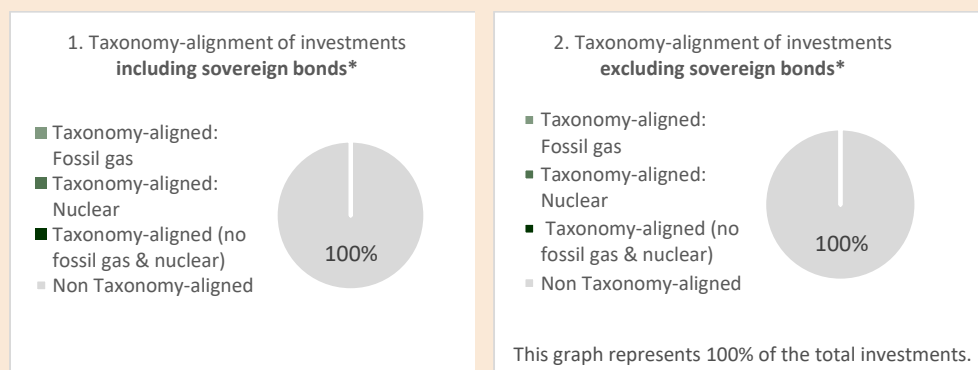 1. Taxonomy-alignment of investments
including sovereign bonds*
Taxonomy-aligned:
Fossil gas
Taxonomy-aligned:
Nuclear
Taxonomy-aligned (no
fossil gas & nuclear)
Non Taxonomy-aligned
100%
2. Taxonomy-alignment of investments
excluding sovereign bonds*
Taxonomy-aligned:
Fossil gas
Taxonomy-aligned:
Nuclear
Taxonomy-aligned (no
fossil gas & nuclear)
Non Taxonomy-aligned
100%
This graph represents 100% of the total investments.